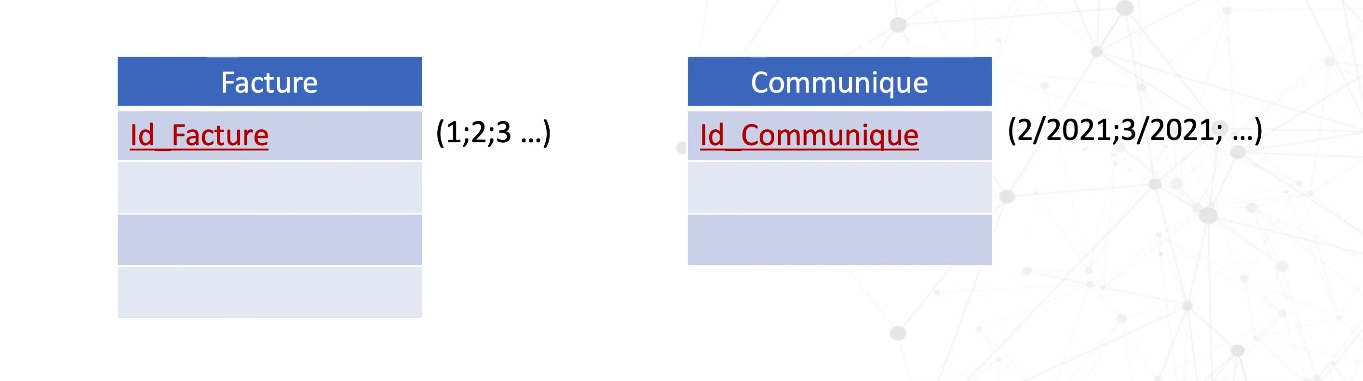 Facture
Id_Facture
(1;2;3 ...)
Communique
Id_Communique
(2/2021;3/2021; ...)